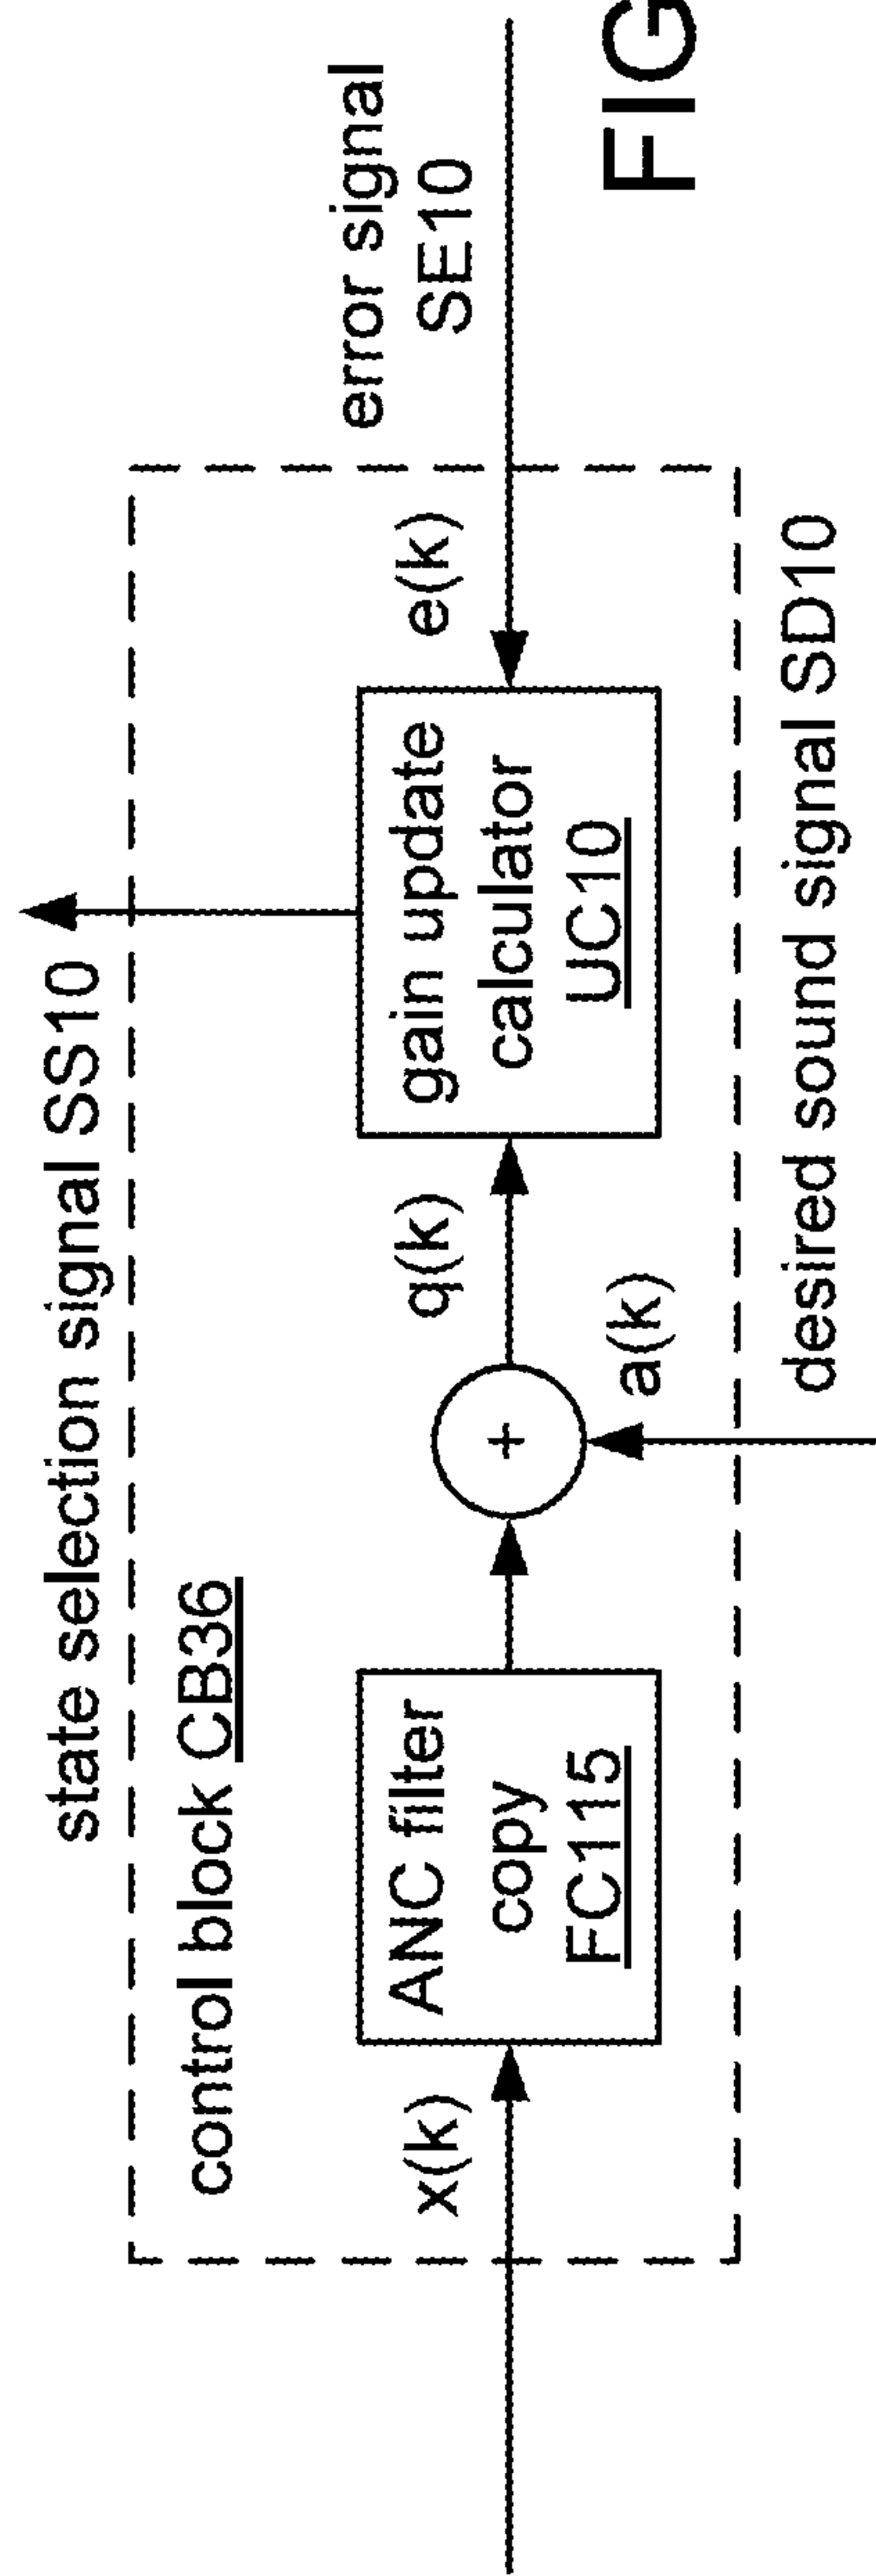 state selection signal SS10
control block CB36
x(k)
ANC filter
copy
FC115
+
q(k)
a(k)
gain update
calculator
UC10
e(k)
error signal
SE10
desired sound signal SD10
FIG